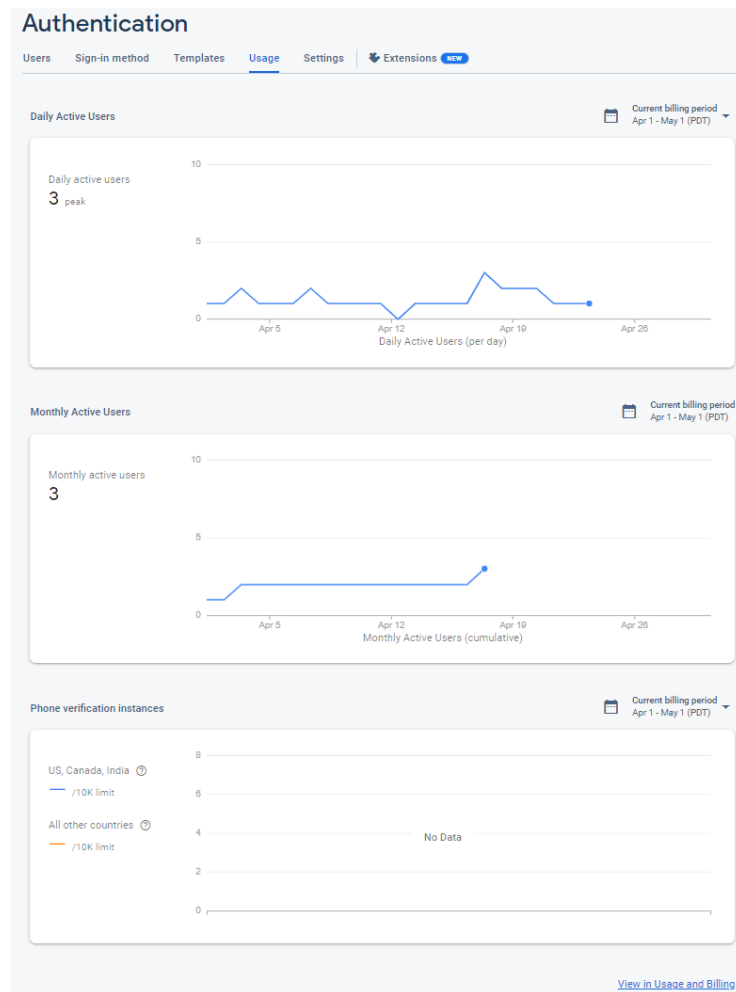 Authentication
Users Sign-in method Templates Usage Settings Extensions NEW
Daily Active Users
Current billing period
Apr 1 - May 1 (PDT)
Daily active users
3 peak
10
5
0
Apr 5 Apr 12 Apr 19 Apr 26
Daily Active Users (per day)
Monthly Active Users
Current billing period
Apr 1 - May 1 (PDT)
Monthly active users
3
10
5
0
Apr 5 Apr 12 Apr 19 Apr 26
Monthly Active Users (cumulative)
Phone verification instances
Current billing period
Apr 1 - May 1 (PDT)
US, Canada, India
/10K limit
All other countries
/10K limit
8
6
4
2
0
No Data
View in Usage and Billing